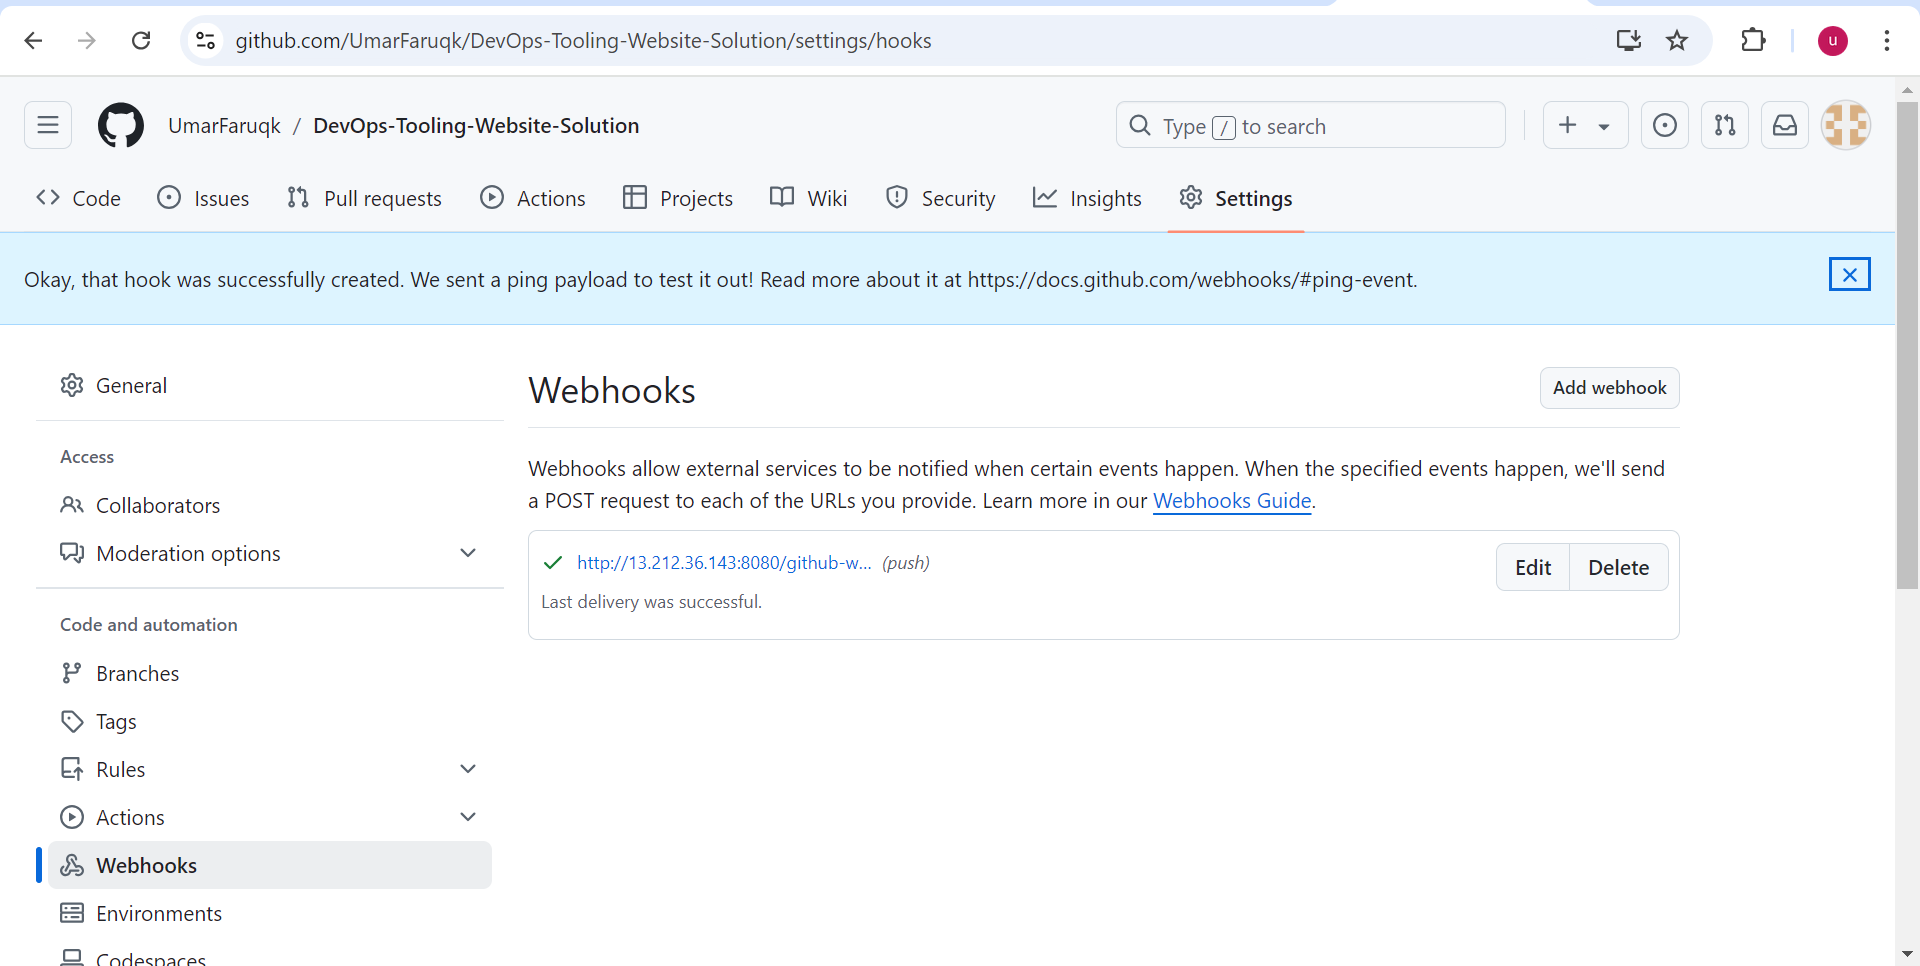 github.com/UmarFaruqk/DevOps-Tooling-Website-Solution/settings/hooks
u
UmarFaruqk / DevOps-Tooling-Website-Solution
Type / to search
Code Issues Pull requests Actions Projects Wiki Security Insights Settings
Okay, that hook was successfully created. We sent a ping payload to test it out! Read more about it at https://docs.github.com/webhooks/#ping-event.
General
Access
Collaborators
Moderation options
Code and automation
Branches
Tags
Rules
Actions
Webhooks
Environments
Codespaces
Webhooks
Add webhook
Webhooks allow external services to be notified when certain events happen. When the specified events happen, we'll send
a POST request to each of the URLs you provide. Learn more in our Webhooks Guide.
http://13.212.36.143:8080/github-w... (push)
Edit Delete
Last delivery was successful.